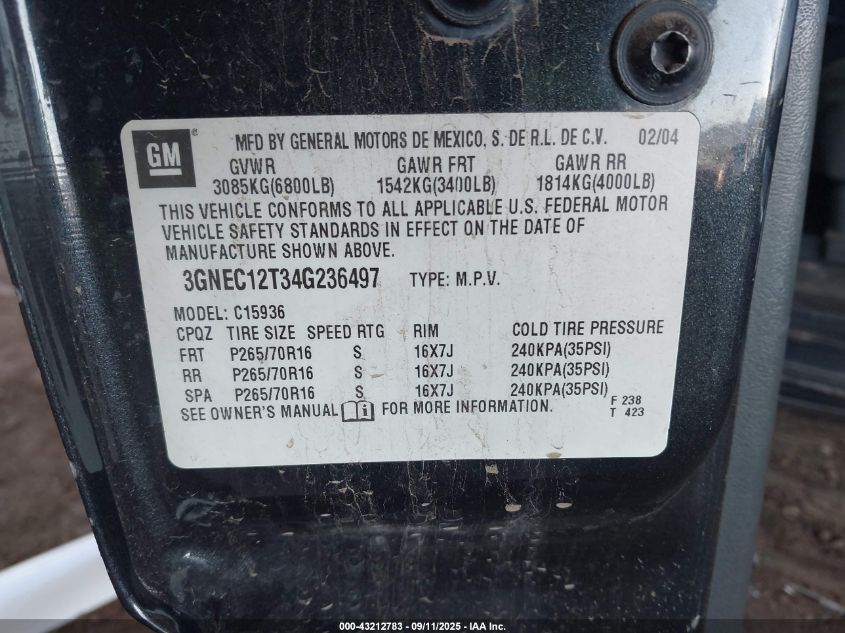 GM ® MFD BY GENERAL MOTORS DE MEXICO, S. DE R.L. DE C.V. 02/04
GVWR GAWR FRT GAWR RR
3085KG(6800LB) 1542KG(3400LB) 1814KG(4000LB)
THIS VEHICLE CONFORMS TO ALL APPLICABLE U.S. FEDERAL MOTOR
VEHICLE SAFETY STANDARDS IN EFFECT ON THE DATE OF
MANUFACTURE SHOWN ABOVE.
3GNEC12T34G236497 TYPE: M.P.V.
MODEL: C15936
CPQZ TIRE SIZE SPEED RTG RIM COLD TIRE PRESSURE
FRT P265/70R16 S 16X7J 240KPA(35PSI)
RR P265/70R16 S 16X7J 240KPA(35PSI)
SPA P265/70R16 S 16X7J 240KPA(35PSI)
SEE OWNER'S MANUAL i FOR MORE INFORMATION.
F 238
T 423
000-43212783 - 09/11/2025 - IAA Inc.